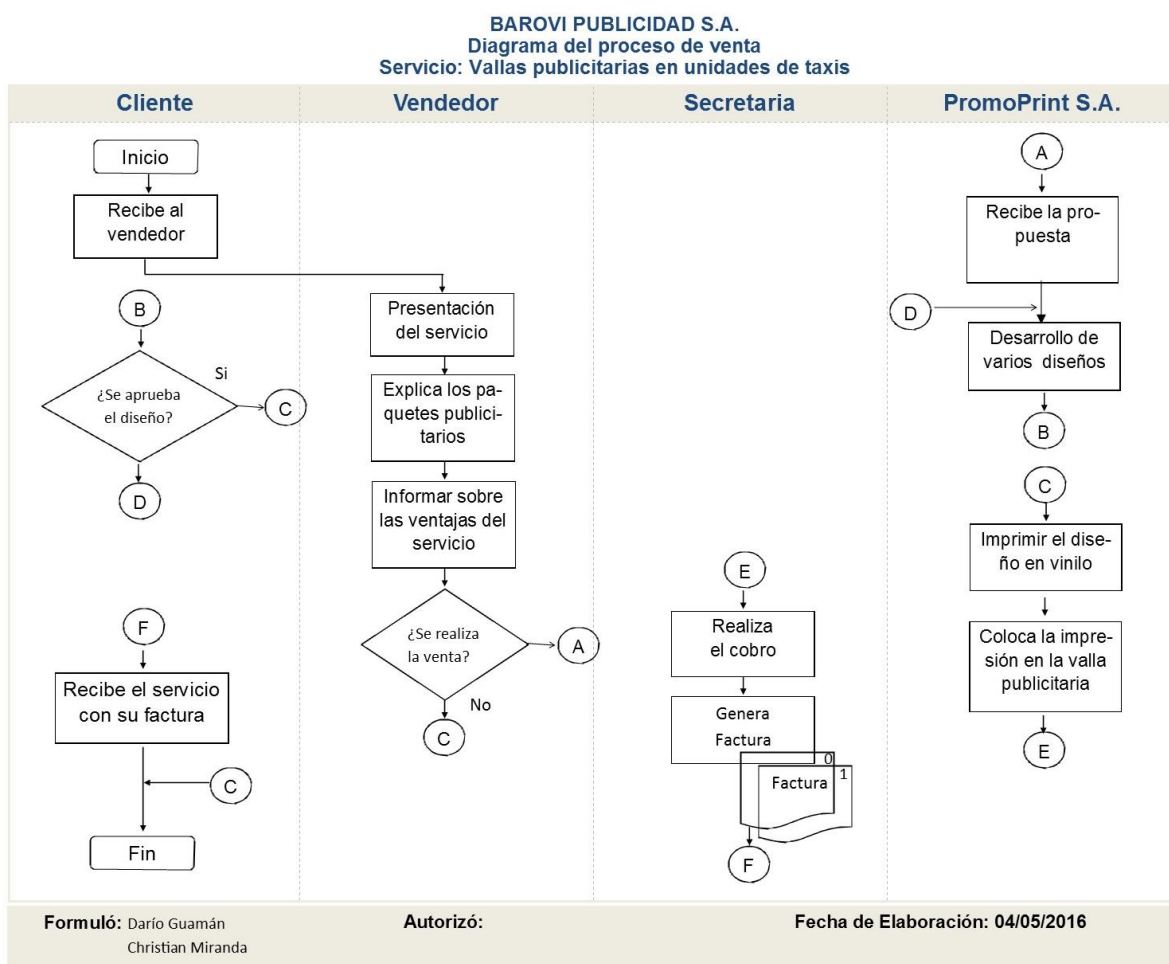 BAROVI PUBLICIDAD S.A.
Diagrama del proceso de venta
Servicio: Vallas publicitarias en unidades de taxis
Cliente
Vendedor
Secretaria
PromoPrint S.A.
Inicio
Recibe al
vendedor
B
¿Se aprueba
el diseño?
Si
C
D
F
Recibe el servicio
con su factura
C
Fin
Presentación
del servicio
Explica los pa-
quetes publici-
tarios
Informar sobre
las ventajas del
servicio
¿Se realiza
la venta?
A
No
C
E
Realiza
el cobro
Genera
Factura
0
Factura
1
F
A
Recibe la pro-
puesta
D
Desarrollo de
varios diseños
B
C
Imprimir el dise-
ño en vinilo
Coloca la impre-
sión en la valla
publicitaria
E
Formuló: Darío Guamán
Christian Miranda
Autorizó:
Fecha de Elaboración: 04/05/2016